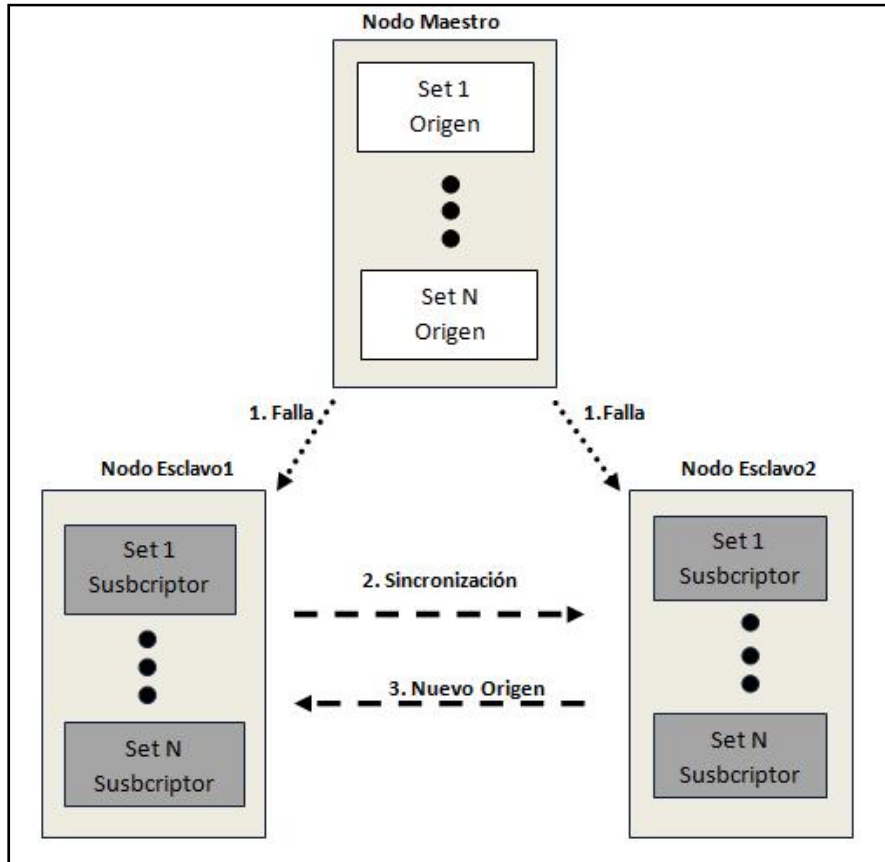 Nodo Maestro
Set 1
Origen
Set N
Origen
1. Falla
1.Falla
Nodo Esclavo1
Nodo Esclavo2
Set 1
Susbcriptor
Set 1
Susbcriptor
2. Sincronización
3. Nuevo Origen
Set N
Susbcriptor
Set N
Susbcriptor